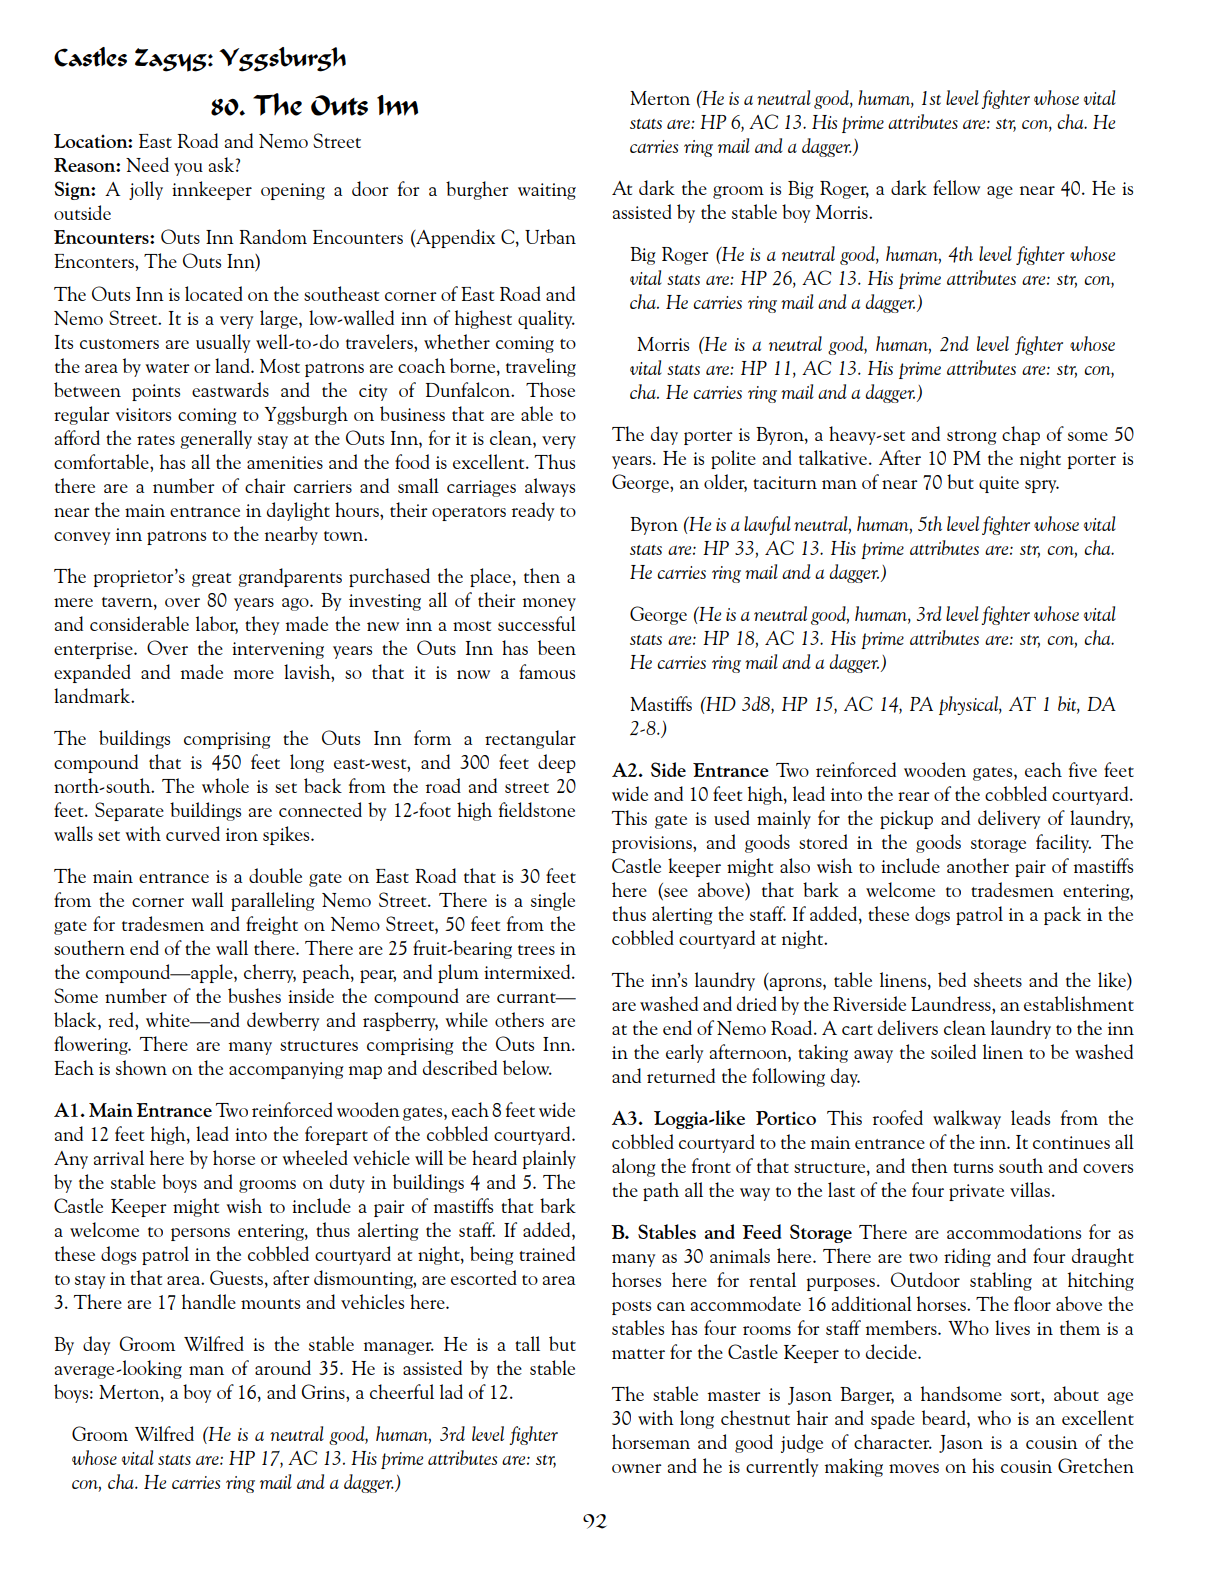 Castles Zagyg: Yggsburgh
80. The Outs Inn
Location: East Road and Nemo Street
Reason: Need you ask?
Sign: A jolly innkeeper opening a door for a burgher waiting
outside
Encounters: Outs Inn Random Encounters (Appendix C, Urban
Enconters, The Outs Inn)
The Outs Inn is located on the southeast corner of East Road and
Nemo Street. It is a very large, low-walled inn of highest quality.
Its customers are usually well-to-do travelers, whether coming to
the area by water or land. Most patrons are coach borne, traveling
between points eastwards and the city of Dunfalcon. Those
regular visitors coming to Yggsburgh on business that are able to
afford the rates generally stay at the Outs Inn, for it is clean, very
comfortable, has all the amenities and the food is excellent. Thus
there are a number of chair carriers and small carriages always
near the main entrance in daylight hours, their operators ready to
convey inn patrons to the nearby town.
The proprietor's great grandparents purchased the place, then a
mere tavern, over 80 years ago. By investing all of their money
and considerable labor, they made the new inn a most successful
enterprise. Over the intervening years the Outs Inn has been
expanded and made more lavish, so that it is now a famous
landmark.
The buildings comprising the Outs Inn form a rectangular
compound that is 450 feet long east-west, and 300 feet deep
north-south. The whole is set back from the road and street 20
feet. Separate buildings are connected by 12-foot high fieldstone
walls set with curved iron spikes.
The main entrance is a double gate on East Road that is 30 feet
from the corner wall paralleling Nemo Street. There is a single
gate for tradesmen and freight on Nemo Street, 50 feet from the
southern end of the wall there. There are 25 fruit-bearing trees in
the compound—apple, cherry, peach, pear, and plum intermixed.
Some number of the bushes inside the compound are currant—
black, red, white—and dewberry and raspberry, while others are
flowering. There are many structures comprising the Outs Inn.
Each is shown on the accompanying map and described below.
A1. Main Entrance Two reinforced wooden gates, each 8 feet wide
and 12 feet high, lead into the forepart of the cobbled courtyard.
Any arrival here by horse or wheeled vehicle will be heard plainly
by the stable boys and grooms on duty in buildings 4 and 5. The
Castle Keeper might wish to include a pair of mastiffs that bark
a welcome to persons entering, thus alerting the staff. If added,
these dogs patrol in the cobbled courtyard at night, being trained
to stay in that area. Guests, after dismounting, are escorted to area
3. There are 17 handle mounts and vehicles here.
By day Groom Wilfred is the stable manager. He is a tall but
average-looking man of around 35. He is assisted by the stable
boys: Merton, a boy of 16, and Grins, a cheerful lad of 12.
Groom Wilfred (He is a neutral good, human, 3rd level fighter
whose vital stats are: HP 17, AC 13. His prime attributes are: str,
con, cha. He carries ring mail and a dagger.)
Merton (He is a neutral good, human, 1st level fighter whose vital
stats are: HP 6, AC 13. His prime attributes are: str, con, cha. He
carries ring mail and a dagger.)
At dark the groom is Big Roger, a dark fellow age near 40. He is
assisted by the stable boy Morris.
Big Roger (He is a neutral good, human, 4th level fighter whose
vital stats are: HP 26, AC 13. His prime attributes are: str, con,
cha. He carries ring mail and a dagger.)
Morris (He is a neutral good, human, 2nd level fighter whose
vital stats are: HP 11, AC 13. His prime attributes are: str, con,
cha. He carries ring mail and a dagger.)
The day porter is Byron, a heavy-set and strong chap of some 50
years. He is polite and talkative. After 10 PM the night porter is
George, an older, taciturn man of near 70 but quite spry.
Byron (He is a lawful neutral, human, 5th level fighter whose vital
stats are: HP 33, AC 13. His prime attributes are: str, con, cha.
He carries ring mail and a dagger.)
George (He is a neutral good, human, 3rd level fighter whose vital
stats are: HP 18, AC 13. His prime attributes are: str, con, cha.
He carries ring mail and a dagger.)
Mastiffs (HD 3d8, HP 15, AC 14, PA physical, AT 1 bit, DA
2-8.)
A2. Side Entrance Two reinforced wooden gates, each five feet
wide and 10 feet high, lead into the rear of the cobbled courtyard.
This gate is used mainly for the pickup and delivery of laundry,
provisions, and goods stored in the goods storage facility. The
Castle keeper might also wish to include another pair of mastiffs
here (see above) that bark a welcome to tradesmen entering,
thus alerting the staff. If added, these dogs patrol in a pack in the
cobbled courtyard at night.
The inn's laundry (aprons, table linens, bed sheets and the like)
are washed and dried by the Riverside Laundress, an establishment
at the end of Nemo Road. A cart delivers clean laundry to the inn
in the early afternoon, taking away the soiled linen to be washed
and returned the following day.
A3. Loggia-like Portico This roofed walkway leads from the
cobbled courtyard to the main entrance of the inn. It continues all
along the front of that structure, and then turns south and covers
the path all the way to the last of the four private villas.
B. Stables and Feed Storage There are accommodations for as
many as 30 animals here. There are two riding and four draught
horses here for rental purposes. Outdoor stabling at hitching
posts can accommodate 16 additional horses. The floor above the
stables has four rooms for staff members. Who lives in them is a
matter for the Castle Keeper to decide.
The stable master is Jason Barger, a handsome sort, about age
30 with long chestnut hair and spade beard, who is an excellent
horseman and good judge of character. Jason is a cousin of the
owner and he is currently making moves on his cousin Gretchen
92